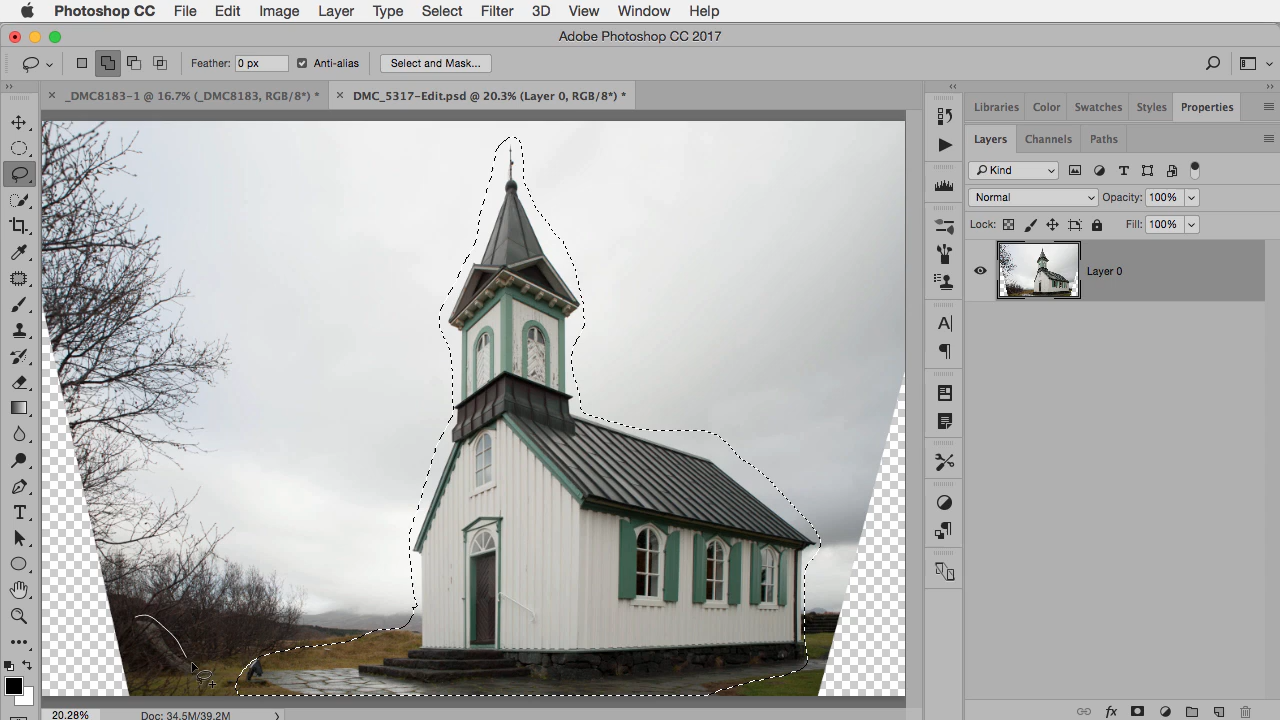 Photoshop CC File Edit Image Layer Type Select Filter 3D View Window Help
Adobe Photoshop CC 2017
Feather: 0 px Anti-alias Select and Mask...
_DMC8183-1 @ 16.7% (_DMC8183, RGB/8*) * DMC_5317-Edit.psd @ 20.3% (Layer 0, RGB/8*) *
Libraries Color Swatches Styles Properties
Layers Channels Paths
Kind
Normal Opacity: 100%
Lock: Fill: 100%
Layer 0
20.28% Doc: 34.5M/39.2M